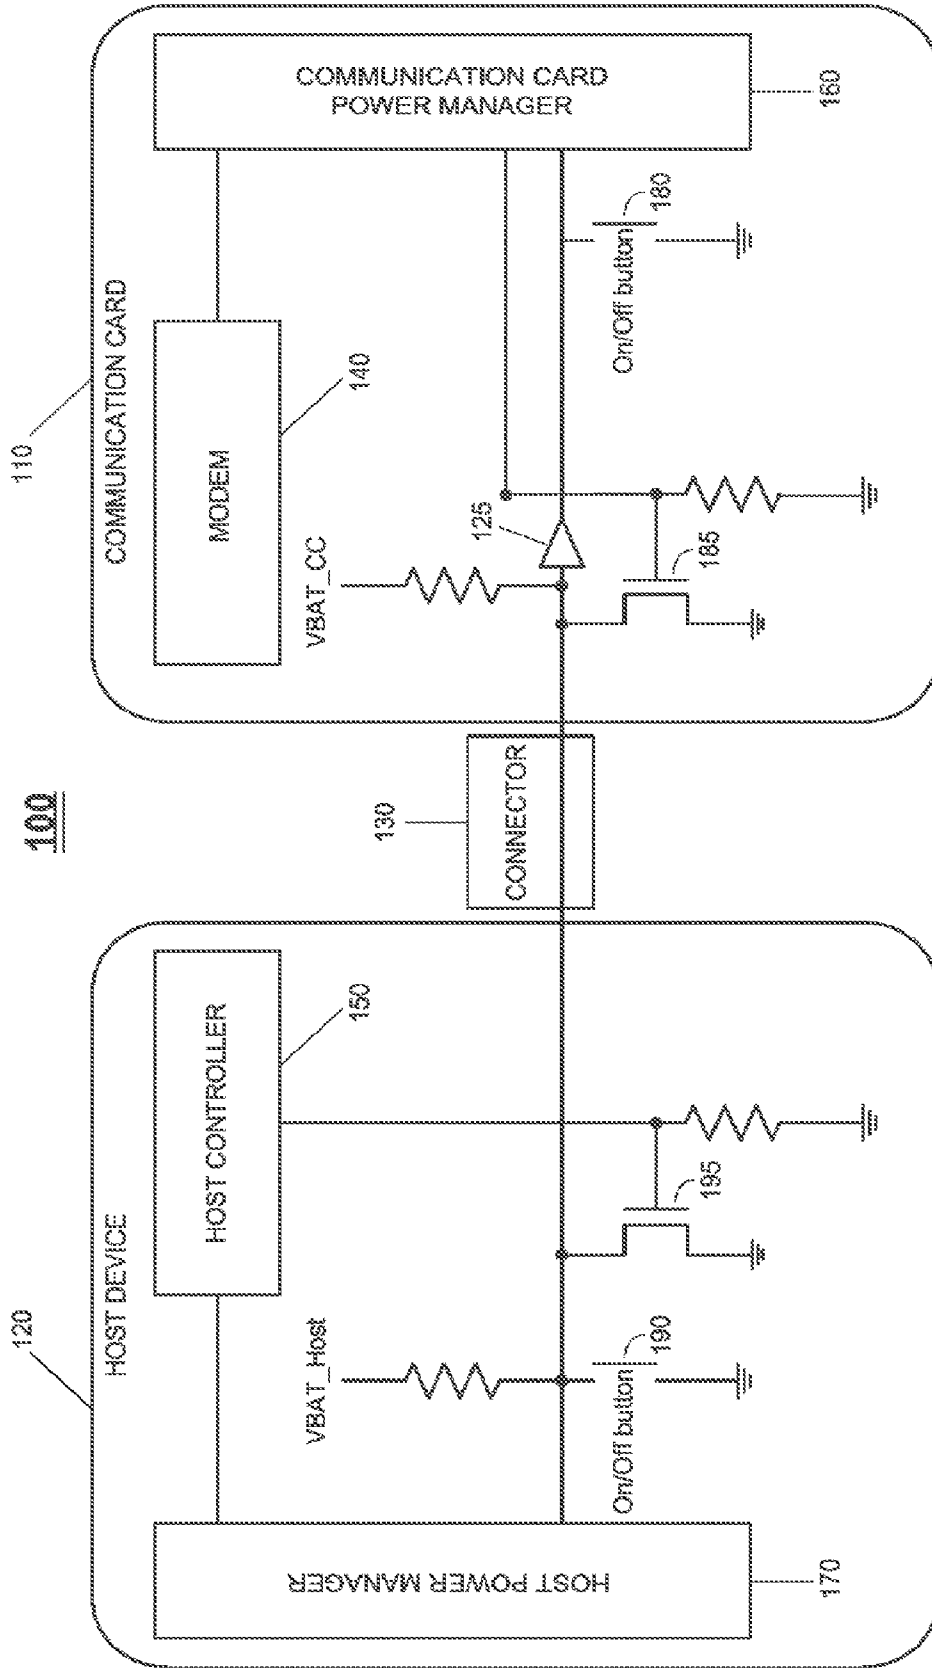 100
120
HOST DEVICE
HOST CONTROLLER
150
VBAT_Host
HOST POWER MANAGER
170
On/Off button
190
195
130
CONNECTOR
110
COMMUNICATION CARD
MODEM
140
VBAT_CC
125
185
COMMUNICATION CARD
POWER MANAGER
160
On/Off button
180